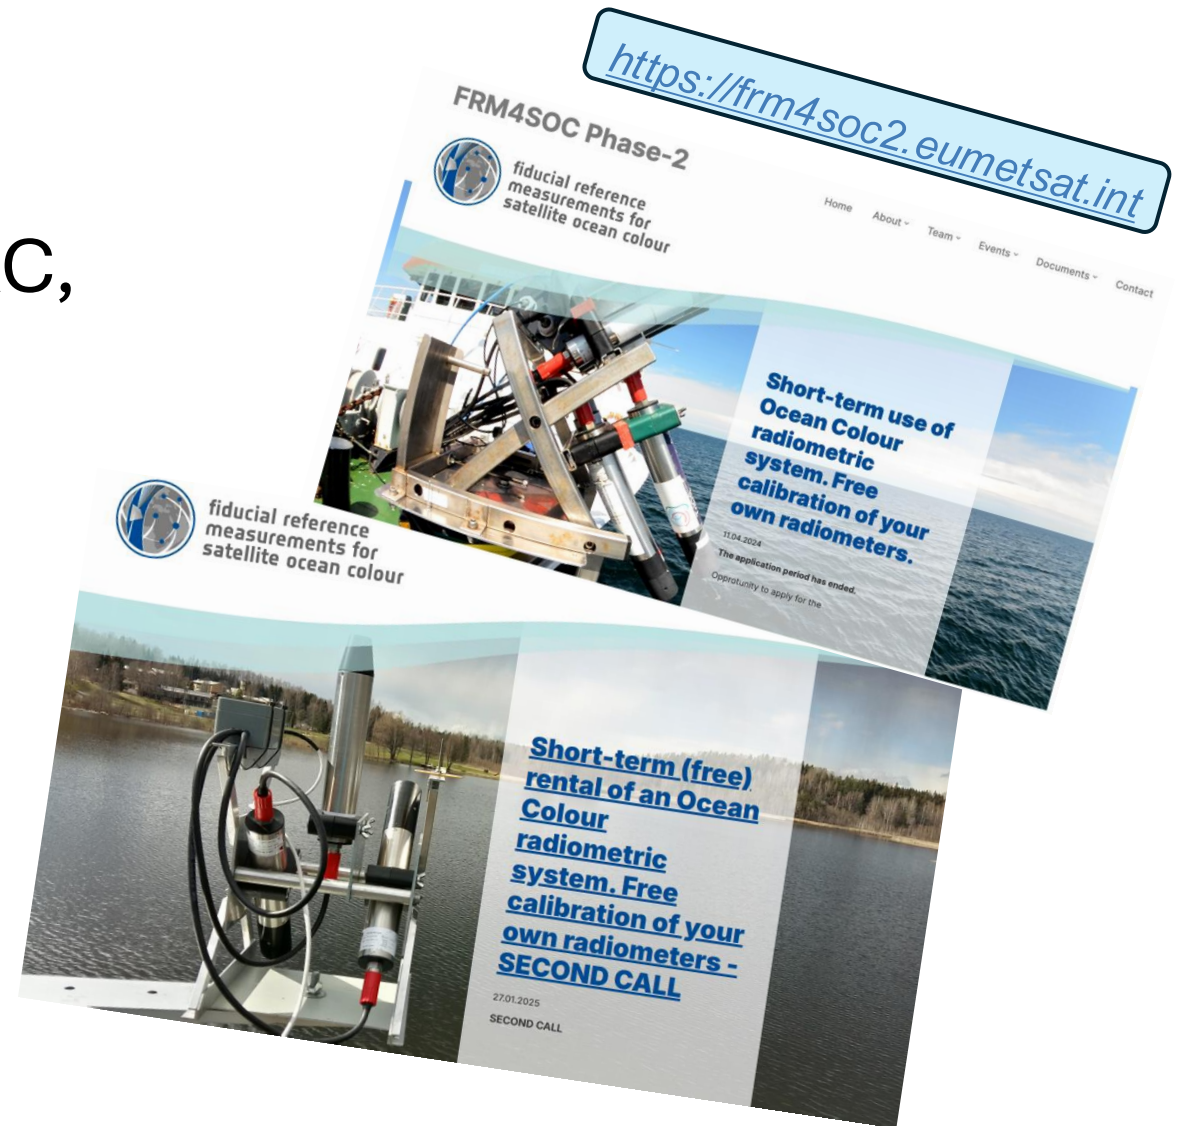 https://frm4soc2.eumetsat.int
FRM4SOC Phase-2
fiducial reference
measurements for
satellite ocean colour
Home About Team Events Documents Contact
C,
Short-term use of
Ocean Colour
radiometric
system. Free
calibration of your
own radiometers.
11.04.2024
The application period has ended.
Opprotunity to apply for the
fiducial reference
measurements for
satellite ocean colour
Short-term (free)
rental of an Ocean
Colour
radiometric
system. Free
calibration of your
own radiometers -
SECOND CALL
27.01.2025
SECOND CALL